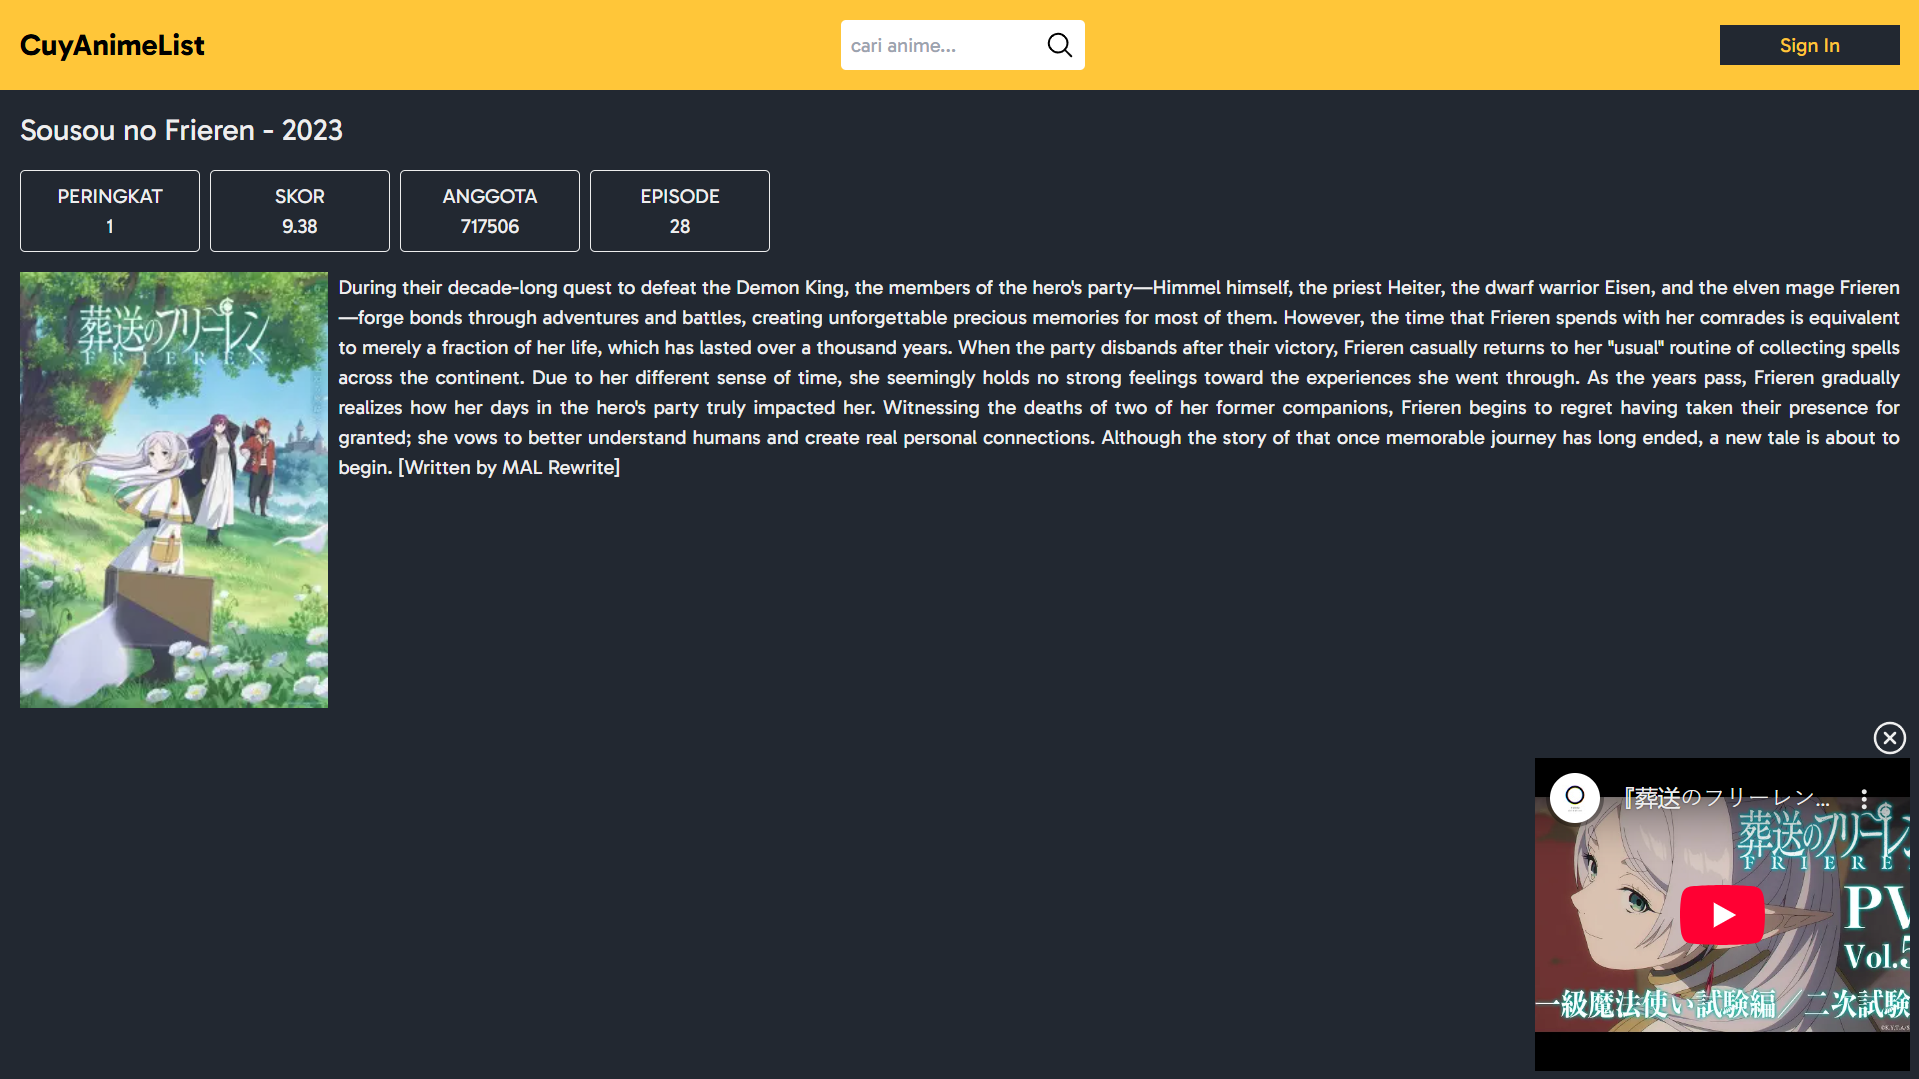 CuyAnimeList
cari anime...
Sign In
Sousou no Frieren - 2023
PERINGKAT
1
SKOR
9.38
ANGGOTA
717506
EPISODE
28
葬送のフリーレン
FRIEREN
During their decade-long quest to defeat the Demon King, the members of the hero's party—Himmel himself, the priest Heiter, the dwarf warrior Eisen, and the elven mage Frieren
—forge bonds through adventures and battles, creating unforgettable precious memories for most of them. However, the time that Frieren spends with her comrades is equivalent
to merely a fraction of her life, which has lasted over a thousand years. When the party disbands after their victory, Frieren casually returns to her "usual" routine of collecting spells
across the continent. Due to her different sense of time, she seemingly holds no strong feelings toward the experiences she went through. As the years pass, Frieren gradually
realizes how her days in the hero's party truly impacted her. Witnessing the deaths of two of her former companions, Frieren begins to regret having taken their presence for
granted; she vows to better understand humans and create real personal connections. Although the story of that once memorable journey has long ended, a new tale is about to
begin. [Written by MAL Rewrite]
『葬送のフリーレン...
葬送のフリーレン
FRIERE
PV
Vol.5
一級魔法使い試験編／二次試験